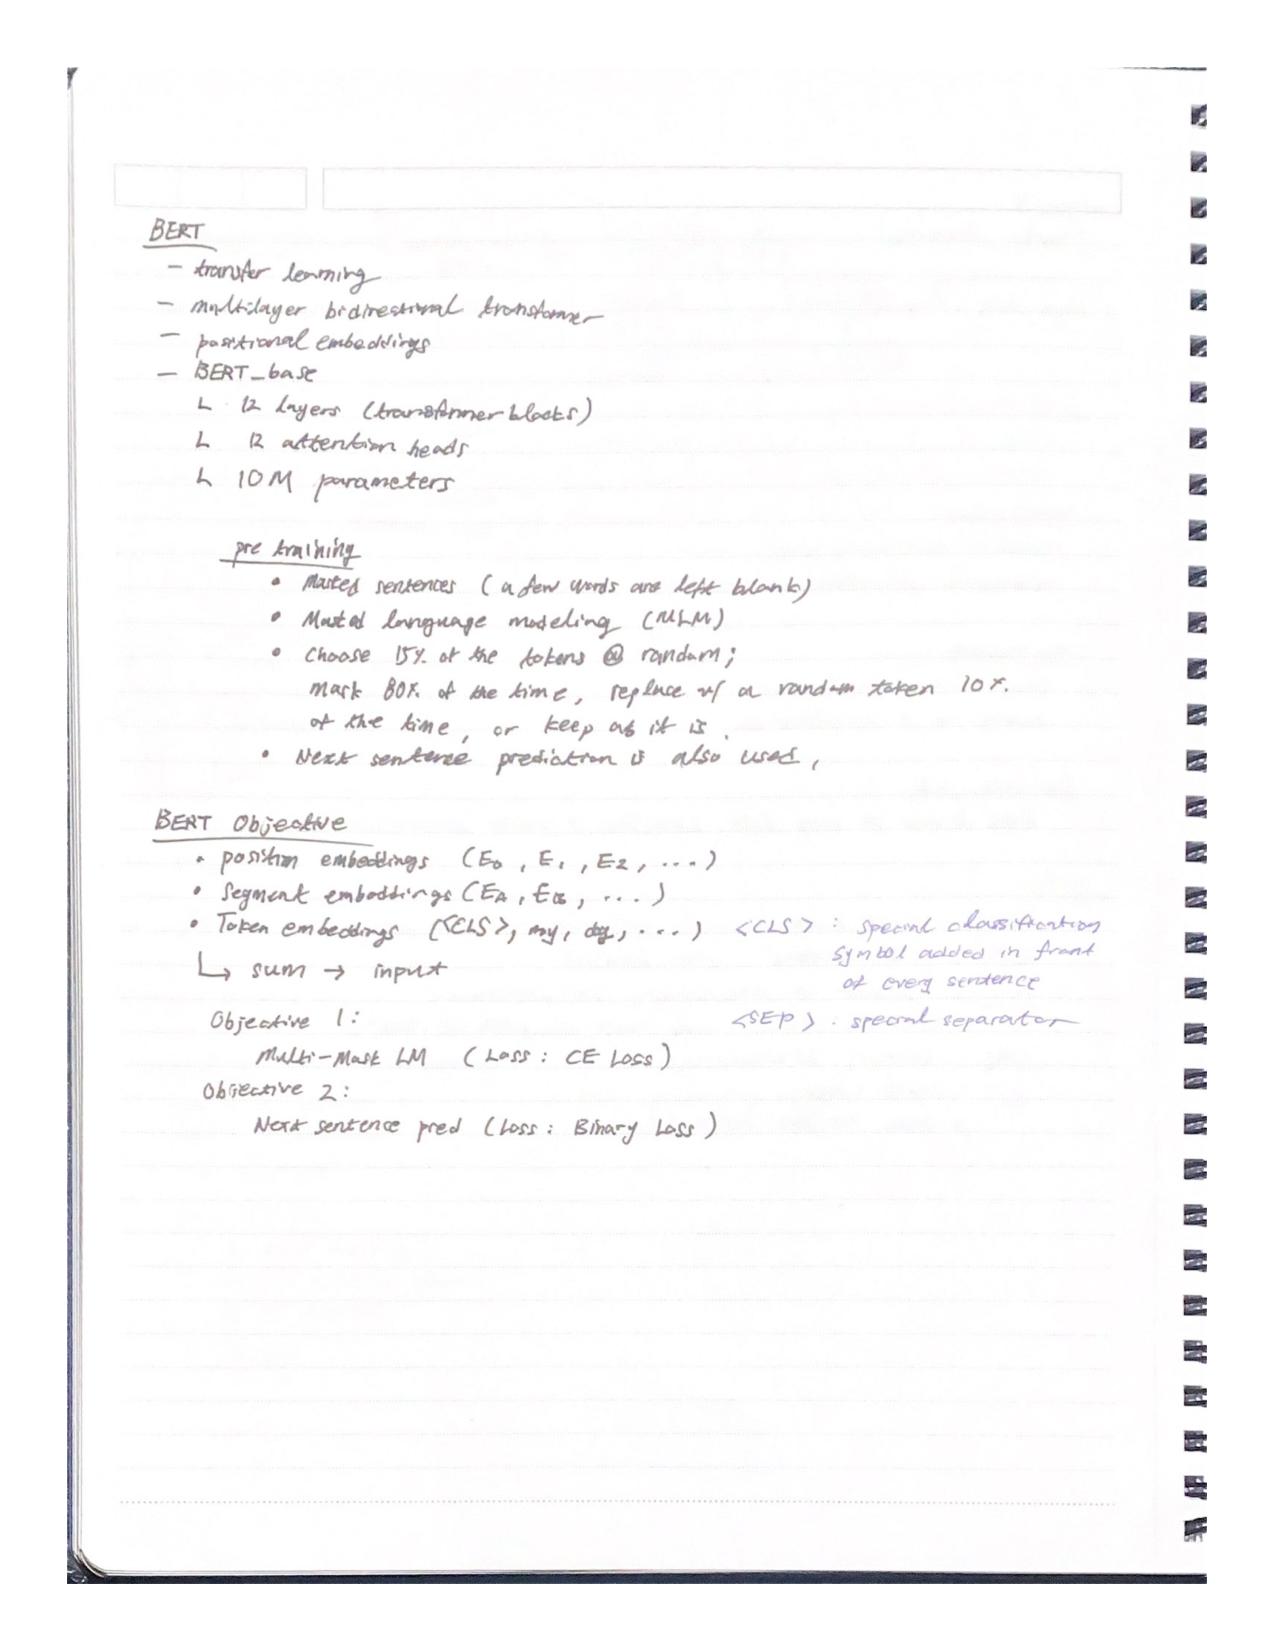 BERT
- transfer learning
- multilayer bidirectional transformer
- positional embeddings
- BERT_base
↳ 12 layers (transformer blocks)
↳ 12 attention heads
↳ 10M parameters
pre training
• Masked sentences (a few words are left blank)
• Masked language modeling (MLM)
• Choose 15% of the tokens @ random;
mask 80% of the time, replace w/ a random token 10%
of the time, or keep as it is.
• Next sentence prediction is also used,
BERT Objective
• position embeddings (E0, E1, E2, ...)
• Segment embeddings (EA, EB, ...)
• Token embeddings (<CLS>, my, dog, ...)
↳ sum → input
<CLS> : special classification
symbol added in front
of every sentence
<SEP> : special separator
Objective 1:
Multi-Mask LM (Loss: CE Loss)
Objective 2:
Next sentence pred (Loss: Binary Loss)